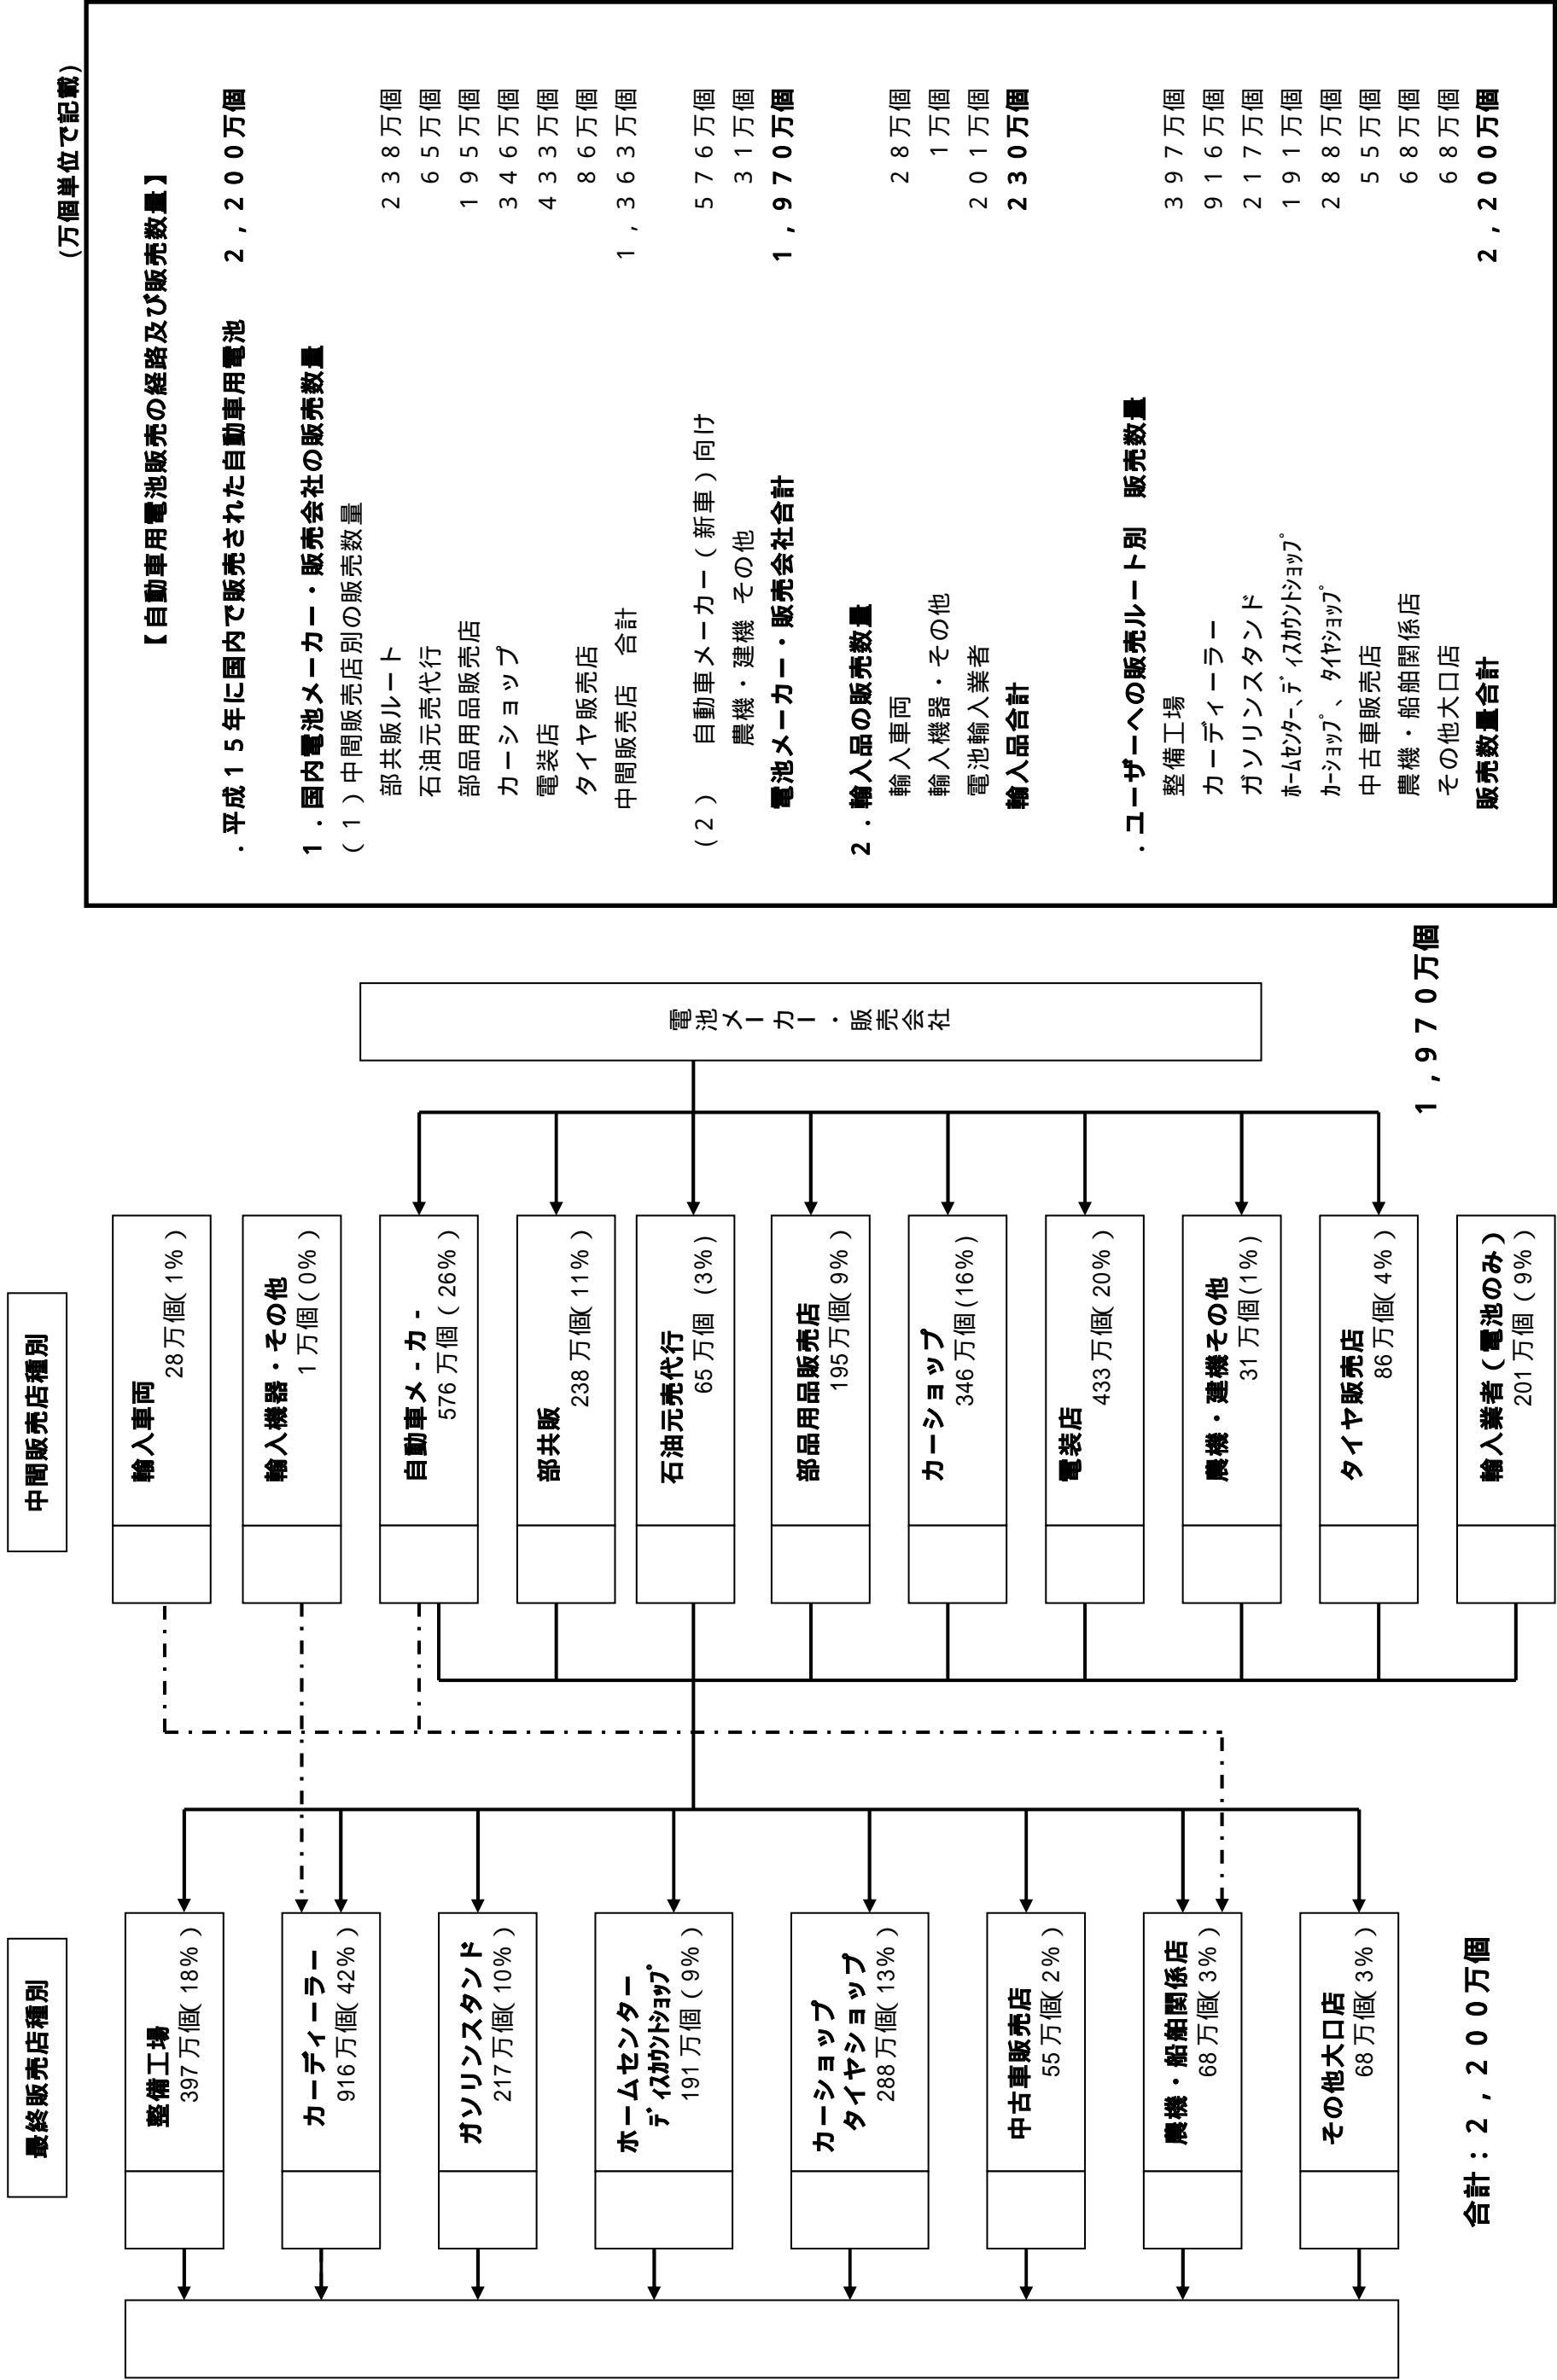 最終販売店種別
中間販売店種別
(万個単位で記載)
整備工場
397万個(18%)
カーディーラー
916万個(42%)
ガソリンスタンド
217万個(10%)
ホームセンター
ﾃﾞｨｽｶｳﾝﾄｼｮｯﾌﾟ
191万個(9%)
カーショップ
タイヤショップ
288万個(13%)
中古車販売店
55万個(2%)
農機・船舶関係店
68万個(3%)
その他大口店
68万個(3%)
合計:2,200万個
輸入車両
28万個(1%)
輸入機器・その他
1万個(0%)
自動車メ-カ-
576万個(26%)
部共販
238万個(11%)
石油元売代行
65万個(3%)
部品用品販売店
195万個(9%)
カーショップ
346万個(16%)
電装店
433万個(20%)
農機・建機その他
31万個(1%)
タイヤ販売店
86万個(4%)
輸入業者(電池のみ)
201万個(9%)
電池メーカー・販売会社
1,970万個
【自動車用電池販売の経路及び販売数量】
.平成15年に国内で販売された自動車用電池 2,200万個
1.国内電池メーカー・販売会社の販売数量
(1)中間販売店別の販売数量
部共販ルート 238万個
石油元売代行 65万個
部品用品販売店 195万個
カーショップ 346万個
電装店 433万個
タイヤ販売店 86万個
中間販売店 合計 1,363万個
(2) 自動車メーカー(新車)向け 576万個
農機・建機 その他 31万個
電池メーカー・販売会社合計 1,970万個
2.輸入品の販売数量
輸入車両 28万個
輸入機器・その他 1万個
電池輸入業者 201万個
輸入品合計 230万個
.ユーザーへの販売ルート別 販売数量
整備工場 397万個
カーディーラー 916万個
ガソリンスタンド 217万個
ﾎｰﾑｾﾝﾀｰ､ﾃﾞｨｽｶｳﾝﾄｼｮｯﾌﾟ 191万個
ｶｰｼｮｯﾌﾟ､ﾀｲﾔｼｮｯﾌﾟ 288万個
中古車販売店 55万個
農機・船舶関係店 68万個
その他大口店 68万個
販売数量合計 2,200万個